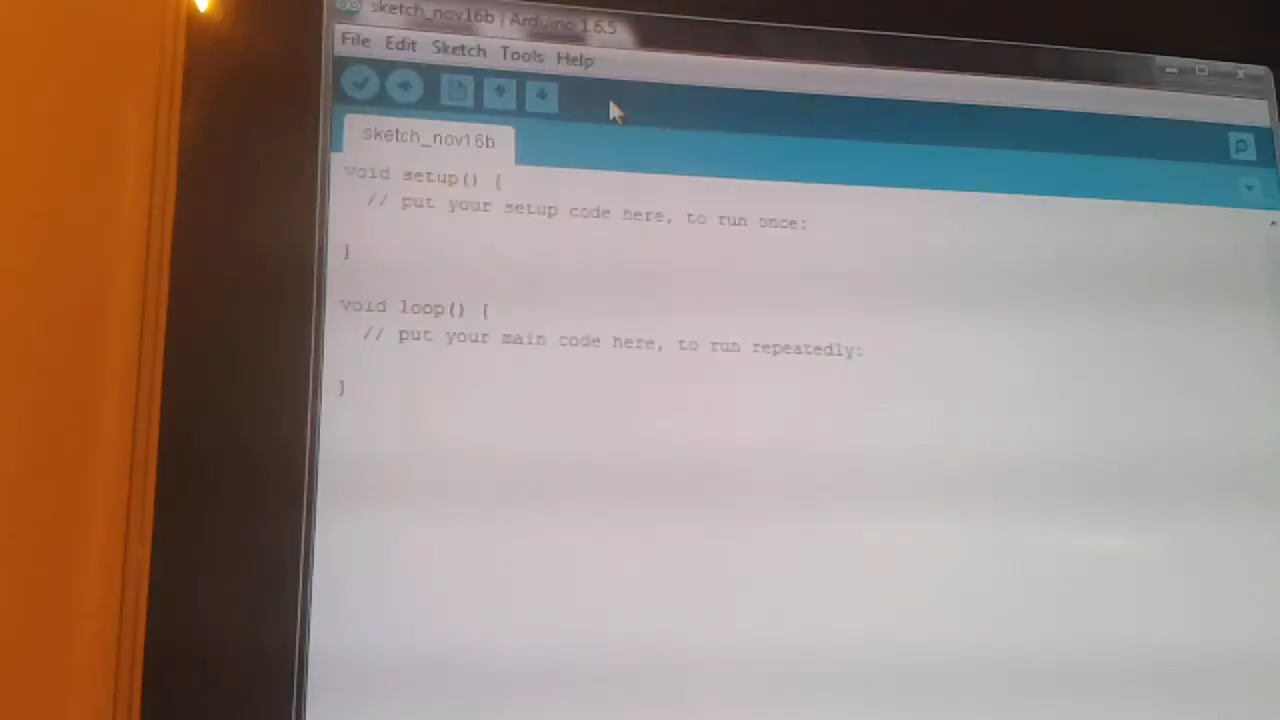 sketch_nov16b | Arduino 1.6.5
File Edit Sketch Tools Help
sketch_nov16b
void setup() {
// put your setup code here, to run once:
}
void loop() {
// put your main code here, to run repeatedly:
}